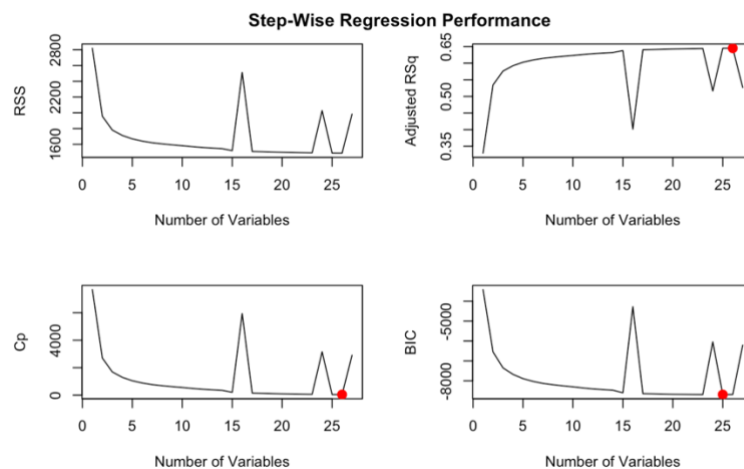 Step-Wise Regression Performance
RSS
1600 2200 2800
0 5 10 15 20 25
Number of Variables
Adjusted RSq
0.35 0.50 0.65
0 5 10 15 20 25
Number of Variables
Cp
0 4000
0 5 10 15 20 25
Number of Variables
BIC
-8000 -5000
0 5 10 15 20 25
Number of Variables